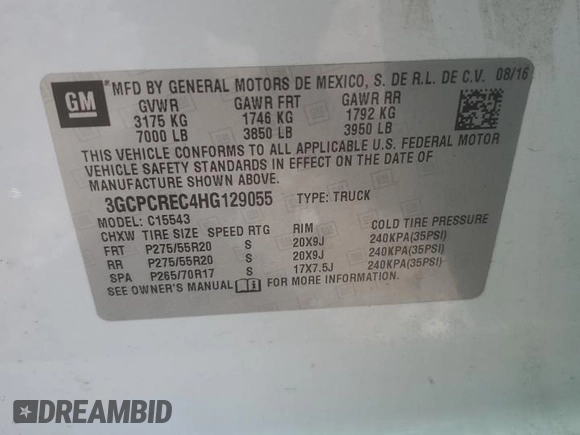 GM
MFD BY GENERAL MOTORS DE MEXICO, S. DE R.L. DE C.V. 08/16
GVWR GAWR FRT GAWR RR
3175 KG 1746 KG 1792 KG
7000 LB 3850 LB 3950 LB
THIS VEHICLE CONFORMS TO ALL APPLICABLE U.S. FEDERAL MOTOR
VEHICLE SAFETY STANDARDS IN EFFECT ON THE DATE OF
MANUFACTURE SHOWN ABOVE.
3GCPCREC4HG129055 TYPE: TRUCK
MODEL: C15543
CHXW TIRE SIZE SPEED RTG RIM COLD TIRE PRESSURE
FRT P275/55R20 S 20X9J 240KPA(35PSI)
RR P275/55R20 S 20X9J 240KPA(35PSI)
SPA P265/70R17 S 17X7.5J 240KPA(35PSI)
SEE OWNER'S MANUAL FOR MORE INFORMATION.
DREAMBID